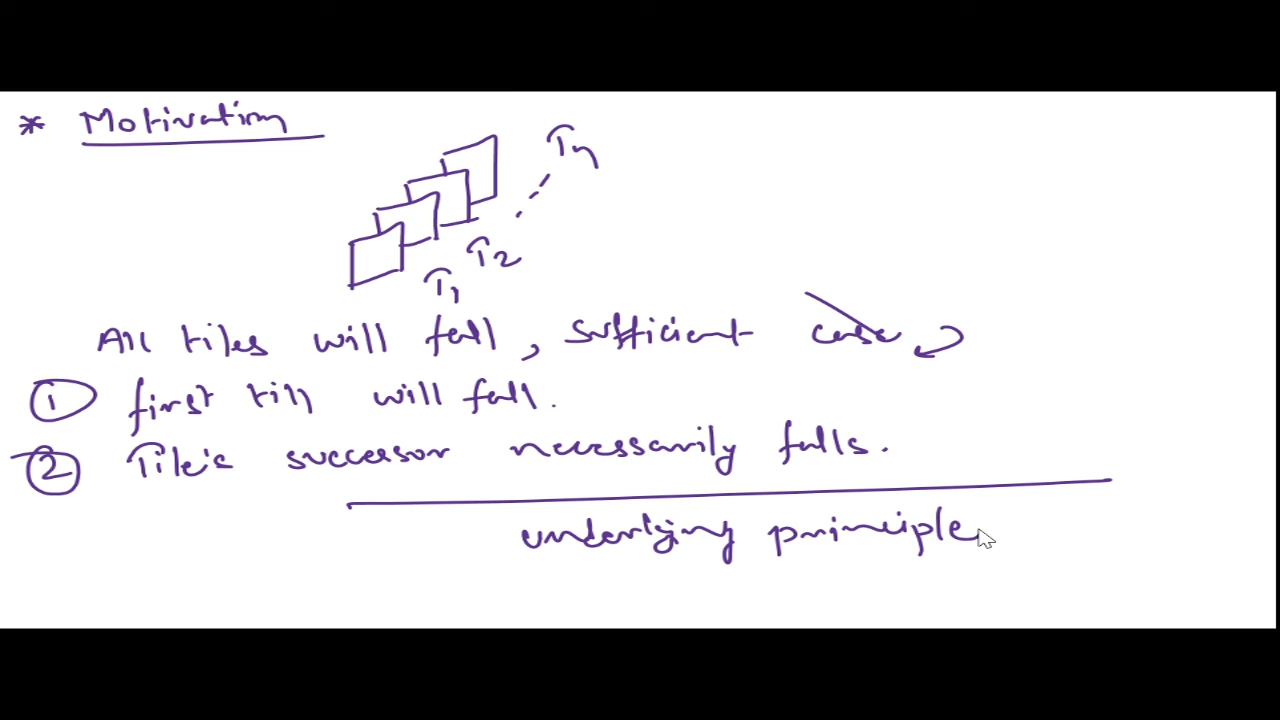 * Motivation
Tn
T2
T1
All tiles will fall, sufficient case
① first till will fall.
② Tile's successor necessarily falls.
underlying principle